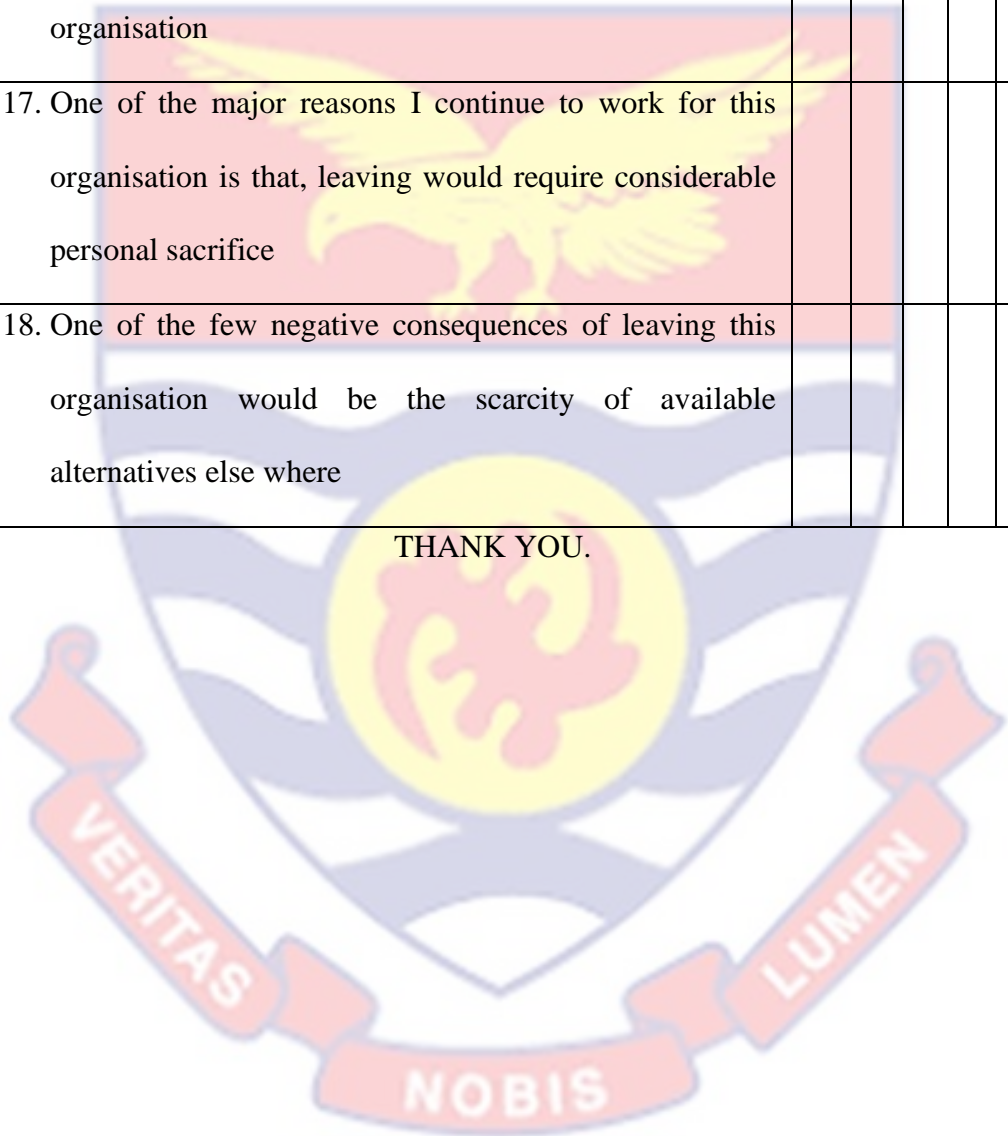 organisation
17. One of the major reasons I continue to work for this
organisation is that, leaving would require considerable
personal sacrifice
18. One of the few negative consequences of leaving this
organisation would be the scarcity of available
alternatives else where
THANK YOU.
VERITAS
NOBIS
LUMEN